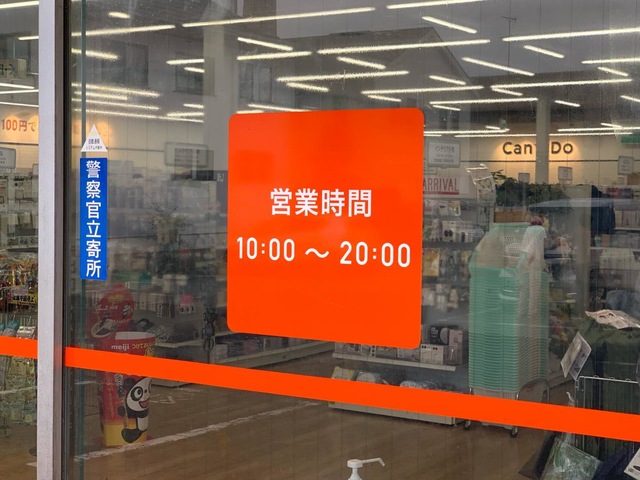 営業時間
10:00 ～ 20:00
警察官立寄所
Can Do
ARRIVAL
100円で
meiji